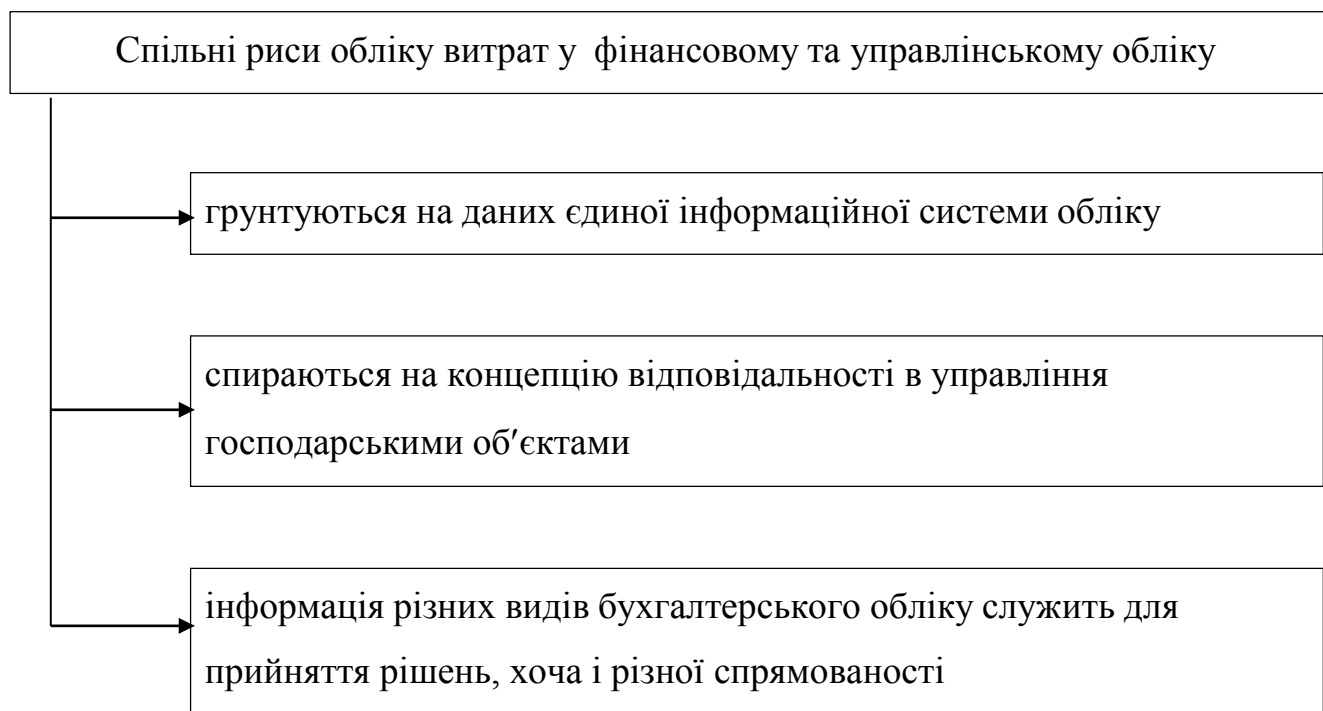 Спільні риси обліку витрат у фінансовому та управлінському обліку
грунтуються на даних єдиної інформаційної системи обліку
спираються на концепцію відповідальності в управління
господарськими об′єктами
інформація різних видів бухгалтерського обліку служить для
прийняття рішень, хоча і різної спрямованості